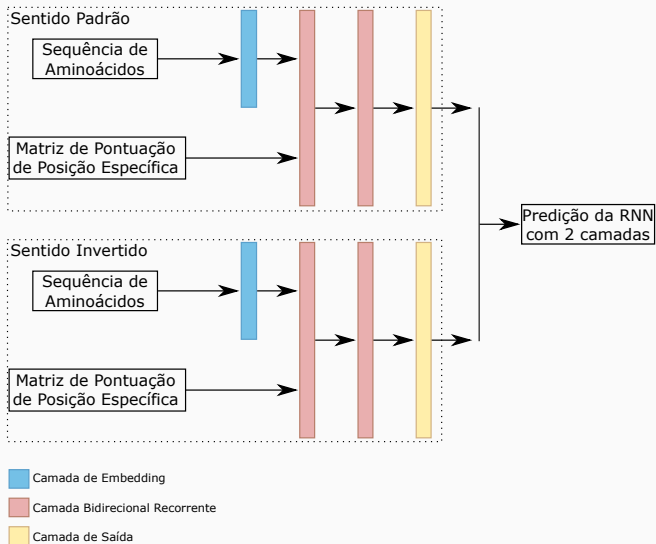 Sentido Padrão
Sequência de
Aminoácidos
Matriz de Pontuação
de Posição Específica
Predição da RNN
com 2 camadas
Sentido Invertido
Sequência de
Aminoácidos
Matriz de Pontuação
de Posição Específica
Camada de Embedding
Camada Bidirecional Recorrente
Camada de Saída